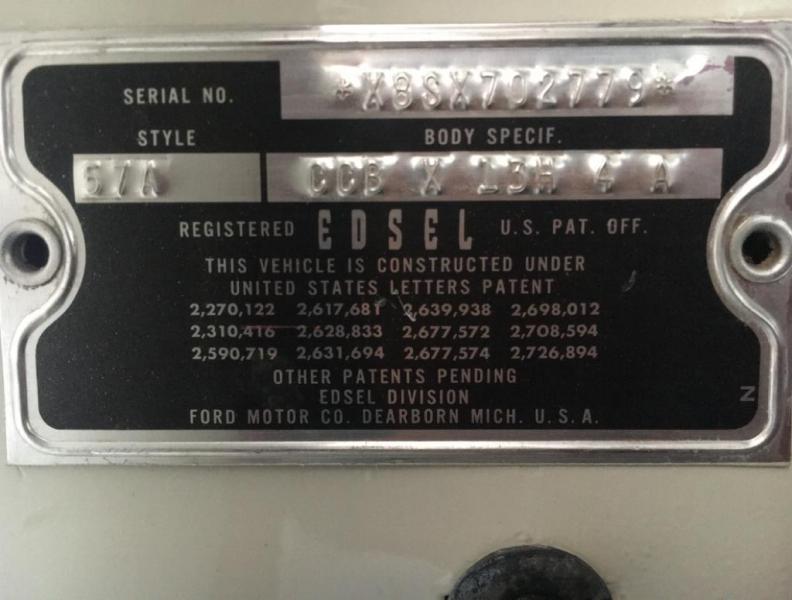 SERIAL NO. *X8SX702779*
STYLE BODY SPECIF.
67A CCB X 13H 4 A
REGISTERED EDSEL U.S. PAT. OFF.
THIS VEHICLE IS CONSTRUCTED UNDER
UNITED STATES LETTERS PATENT
2,270,122 2,617,681 2,639,938 2,698,012
2,310,416 2,628,833 2,677,572 2,708,594
2,590,719 2,631,694 2,677,574 2,726,894
OTHER PATENTS PENDING
EDSEL DIVISION
FORD MOTOR CO. DEARBORN MICH. U.S.A.
N